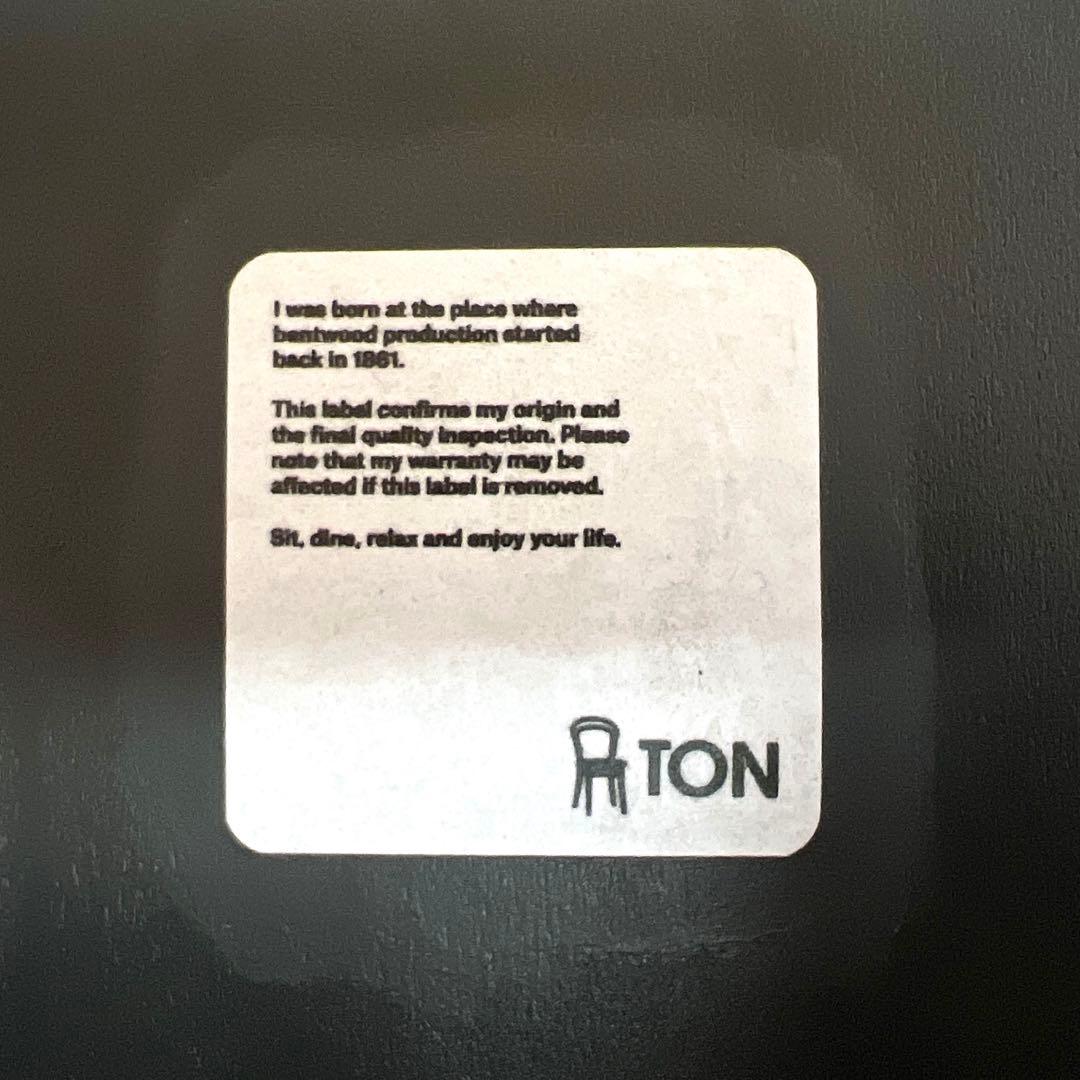 I was born at the place where
bentwood production started
back in 1861.
This label confirms my origin and
the final quality inspection. Please
note that my warranty may be
affected if this label is removed.
Sit, dine, relax and enjoy your life.
TON